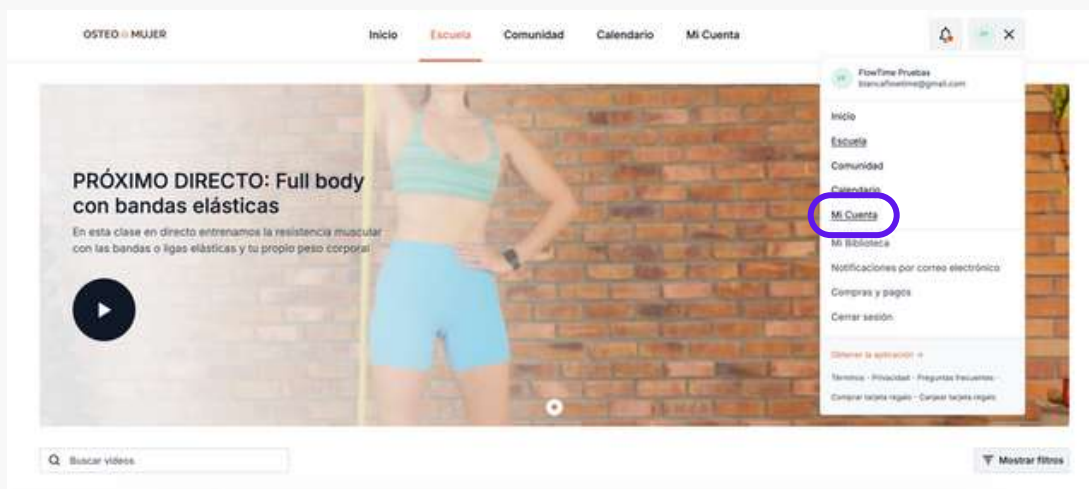 OSTEO MUJER
Inicio Escuela Comunidad Calendario Mi Cuenta
FlowTime Pruebas
biancaflowtime@gmail.com
Inicio
Escuela
Comunidad
Calendario
Mi Cuenta
Mi Biblioteca
Notificaciones por correo electrónico
Compras y pagos
Cerrar sesión
Obtener la aplicación →
Términos - Privacidad - Preguntas frecuentes -
Comprar tarjeta regalo - Canjear tarjeta regalo
PRÓXIMO DIRECTO: Full body
con bandas elásticas
En esta clase en directo entrenamos la resistencia muscular
con las bandas o ligas elásticas y tu propio peso corporal
Buscar vídeos
Mostrar filtros